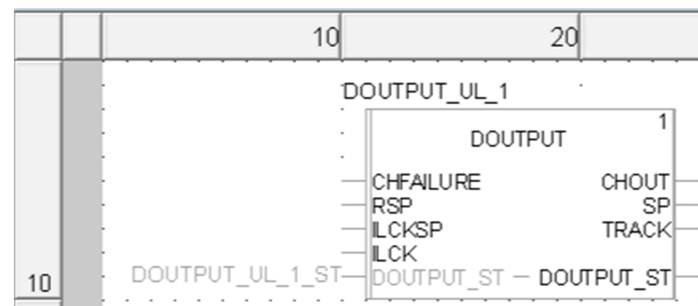 10 20
DOUTPUT_UL_1
1
DOUTPUT
CHFAILURE CHOUT
RSP SP
ILCKSP TRACK
ILCK
10 DOUTPUT_UL_1_ST DOUTPUT_ST DOUTPUT_ST